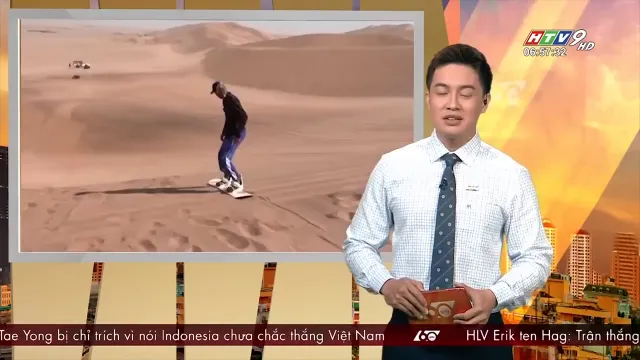 HTV9 HD
06:57:32
Tae Yong bị chỉ trích vì nói Indonesia chưa chắc thắng Việt Nam
60
HLV Erik ten Hag: Trận thắng